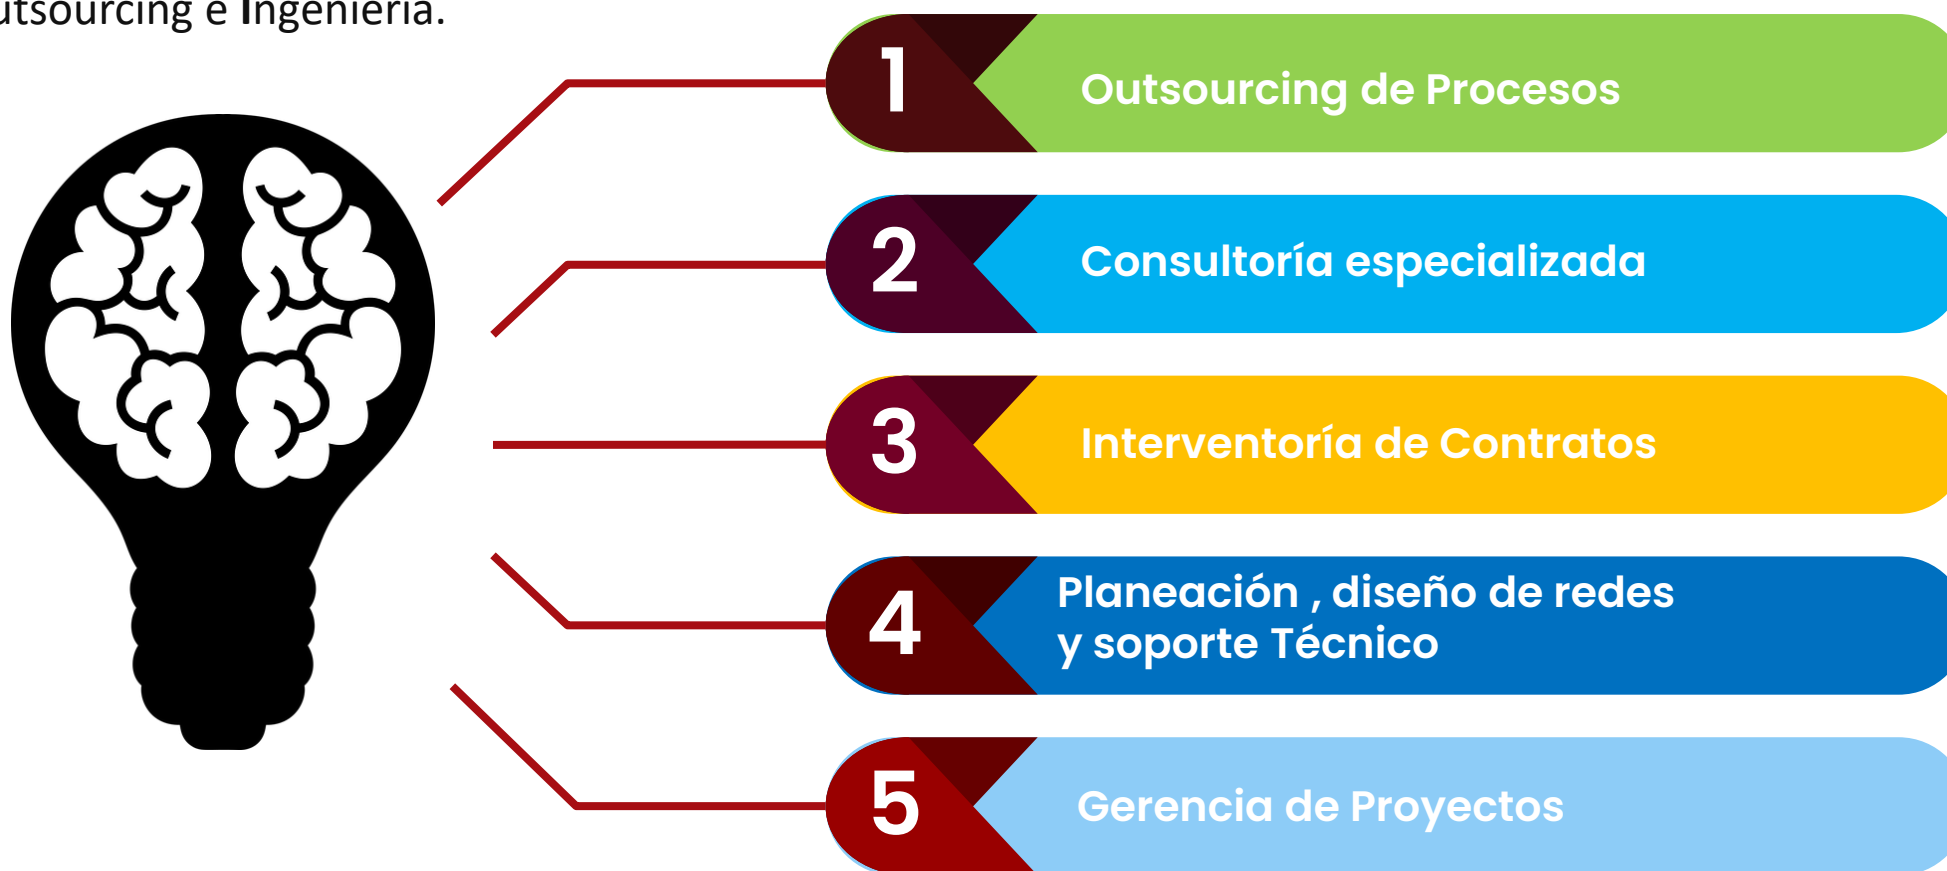 utsourcing e Ingeniería.
1
Outsourcing de Procesos
2
Consultoría especializada
3
Interventoría de Contratos
4
Planeación , diseño de redes
y soporte Técnico
5
Gerencia de Proyectos